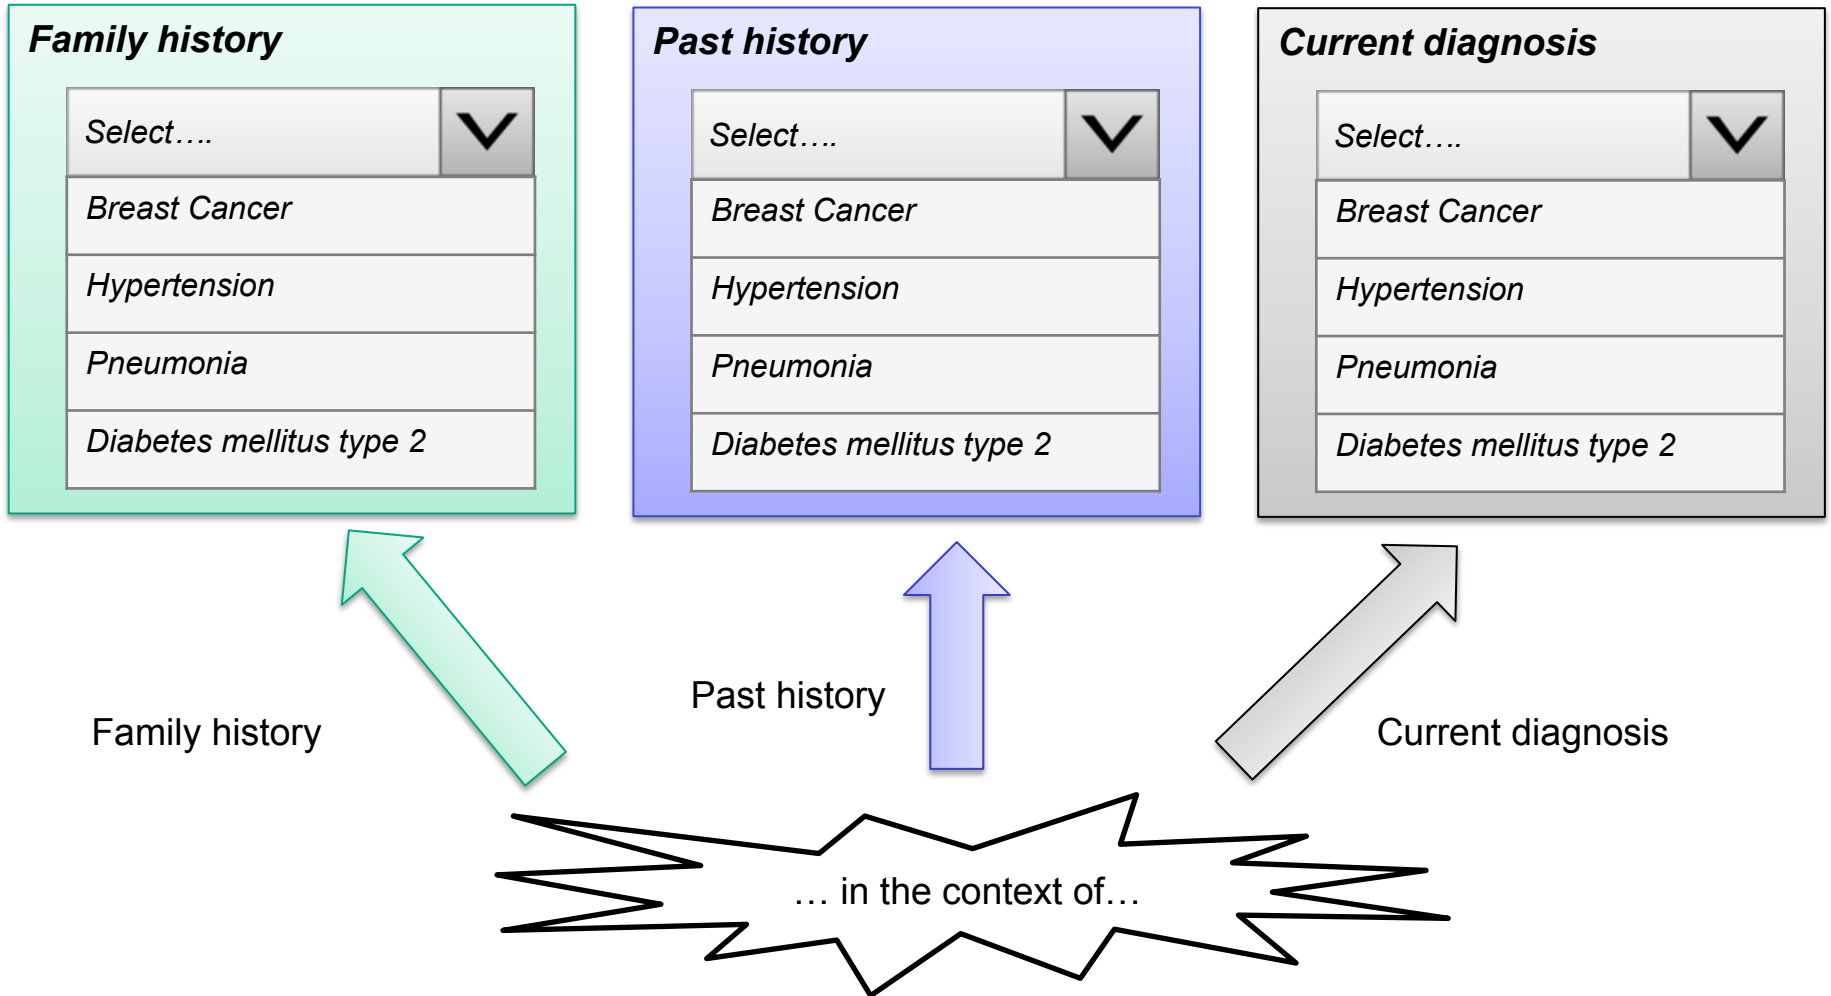 Family history
Select….
Breast Cancer
Hypertension
Pneumonia
Diabetes mellitus type 2
Past history
Select….
Breast Cancer
Hypertension
Pneumonia
Diabetes mellitus type 2
Current diagnosis
Select….
Breast Cancer
Hypertension
Pneumonia
Diabetes mellitus type 2
Family history
Past history
Current diagnosis
… in the context of…